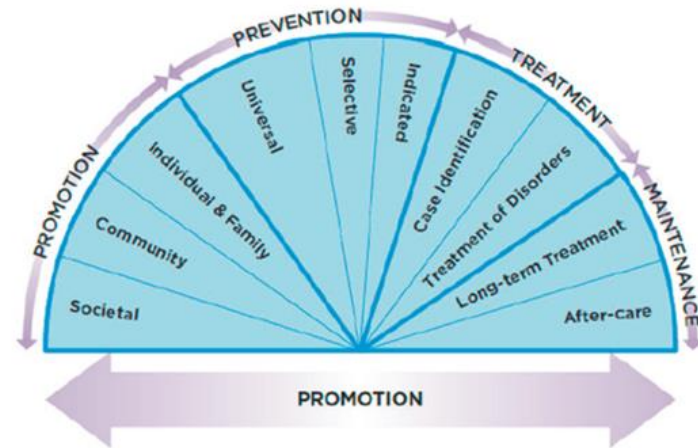 PROMOTION
PREVENTION
TREATMENT
MAINTENANCE
Societal
Community
Individual & Family
Universal
Selective
Indicated
Case Identification
Treatment of Disorders
Long-term Treatment
After-care
PROMOTION